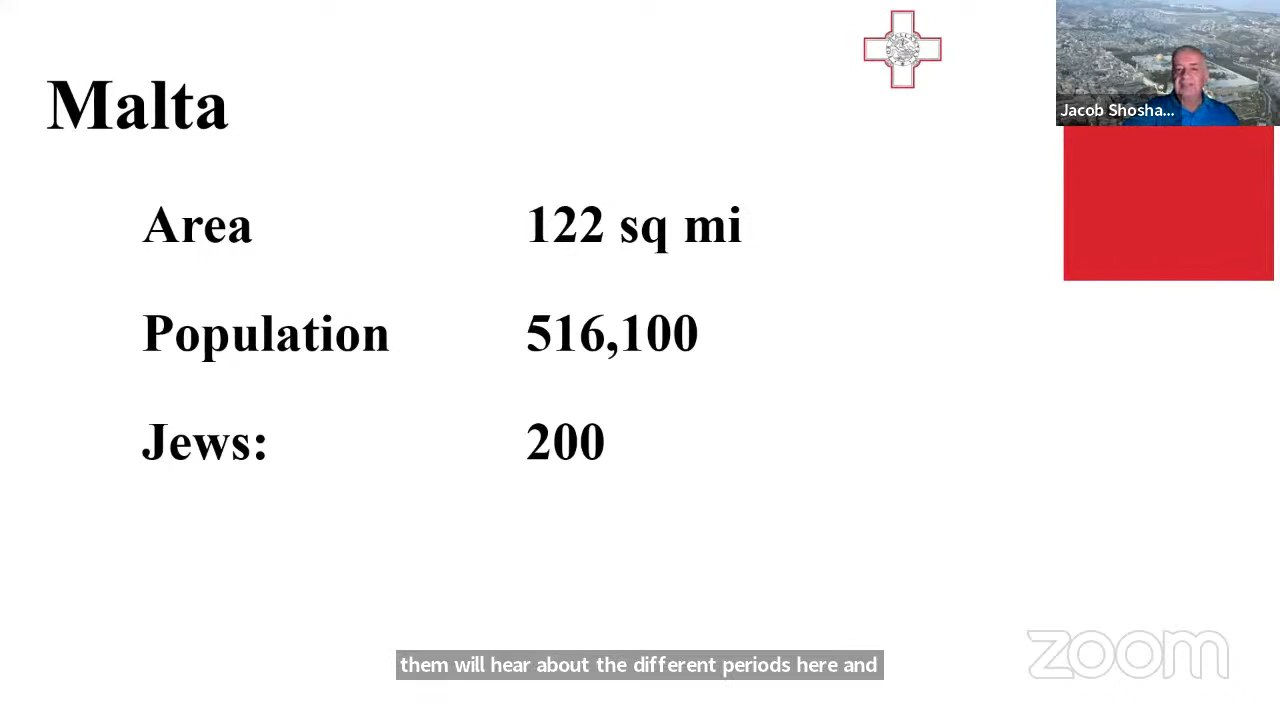 Malta
Jacob Shosha...
Area 122 sq mi
Population 516,100
Jews: 200
them will hear about the different periods here and
zoom